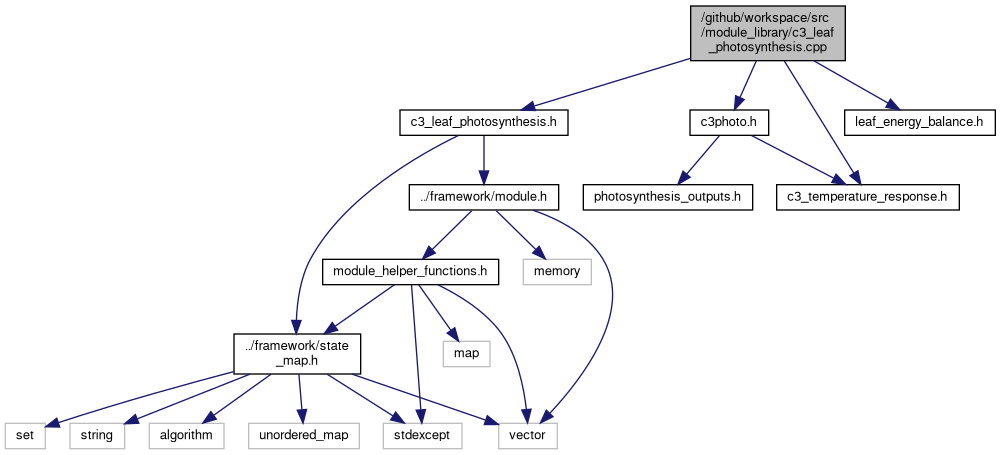 /github/workspace/src
/module_library/c3_leaf
_photosynthesis.cpp
c3_leaf_photosynthesis.h
c3photo.h
leaf_energy_balance.h
../framework/module.h
photosynthesis_outputs.h
c3_temperature_response.h
module_helper_functions.h
memory
../framework/state
_map.h
map
set
string
algorithm
unordered_map
stdexcept
vector